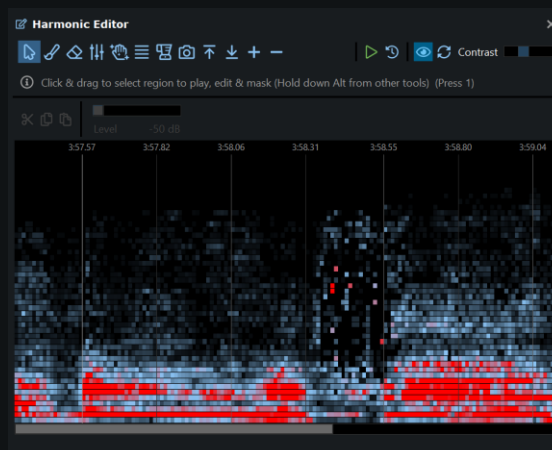 Harmonic Editor
Contrast
Click & drag to select region to play, edit & mask (Hold down Alt from other tools) (Press 1)
Level -50 dB
3:57.57 3:57.82 3:58.06 3:58.31 3:58.55 3:58.80 3:59.04